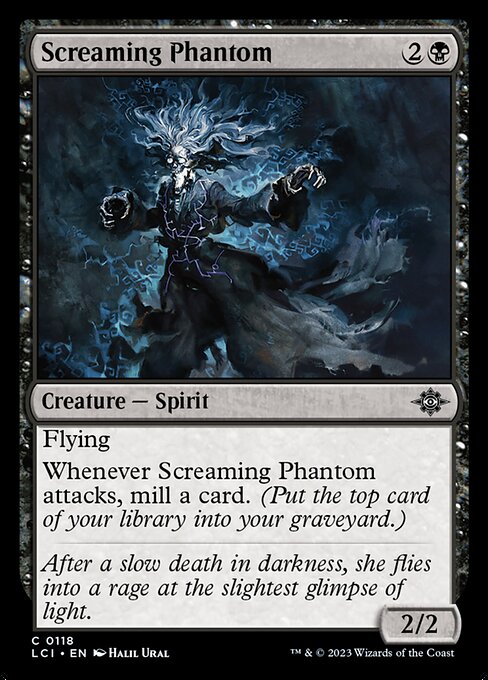 Screaming Phantom 2
Creature — Spirit
Flying
Whenever Screaming Phantom
attacks, mill a card. (Put the top card
of your library into your graveyard.)
After a slow death in darkness, she flies
into a rage at the slightest glimpse of
light.
2/2
C 0118
LCI • EN Halil Ural ™ & © 2023 Wizards of the Coast